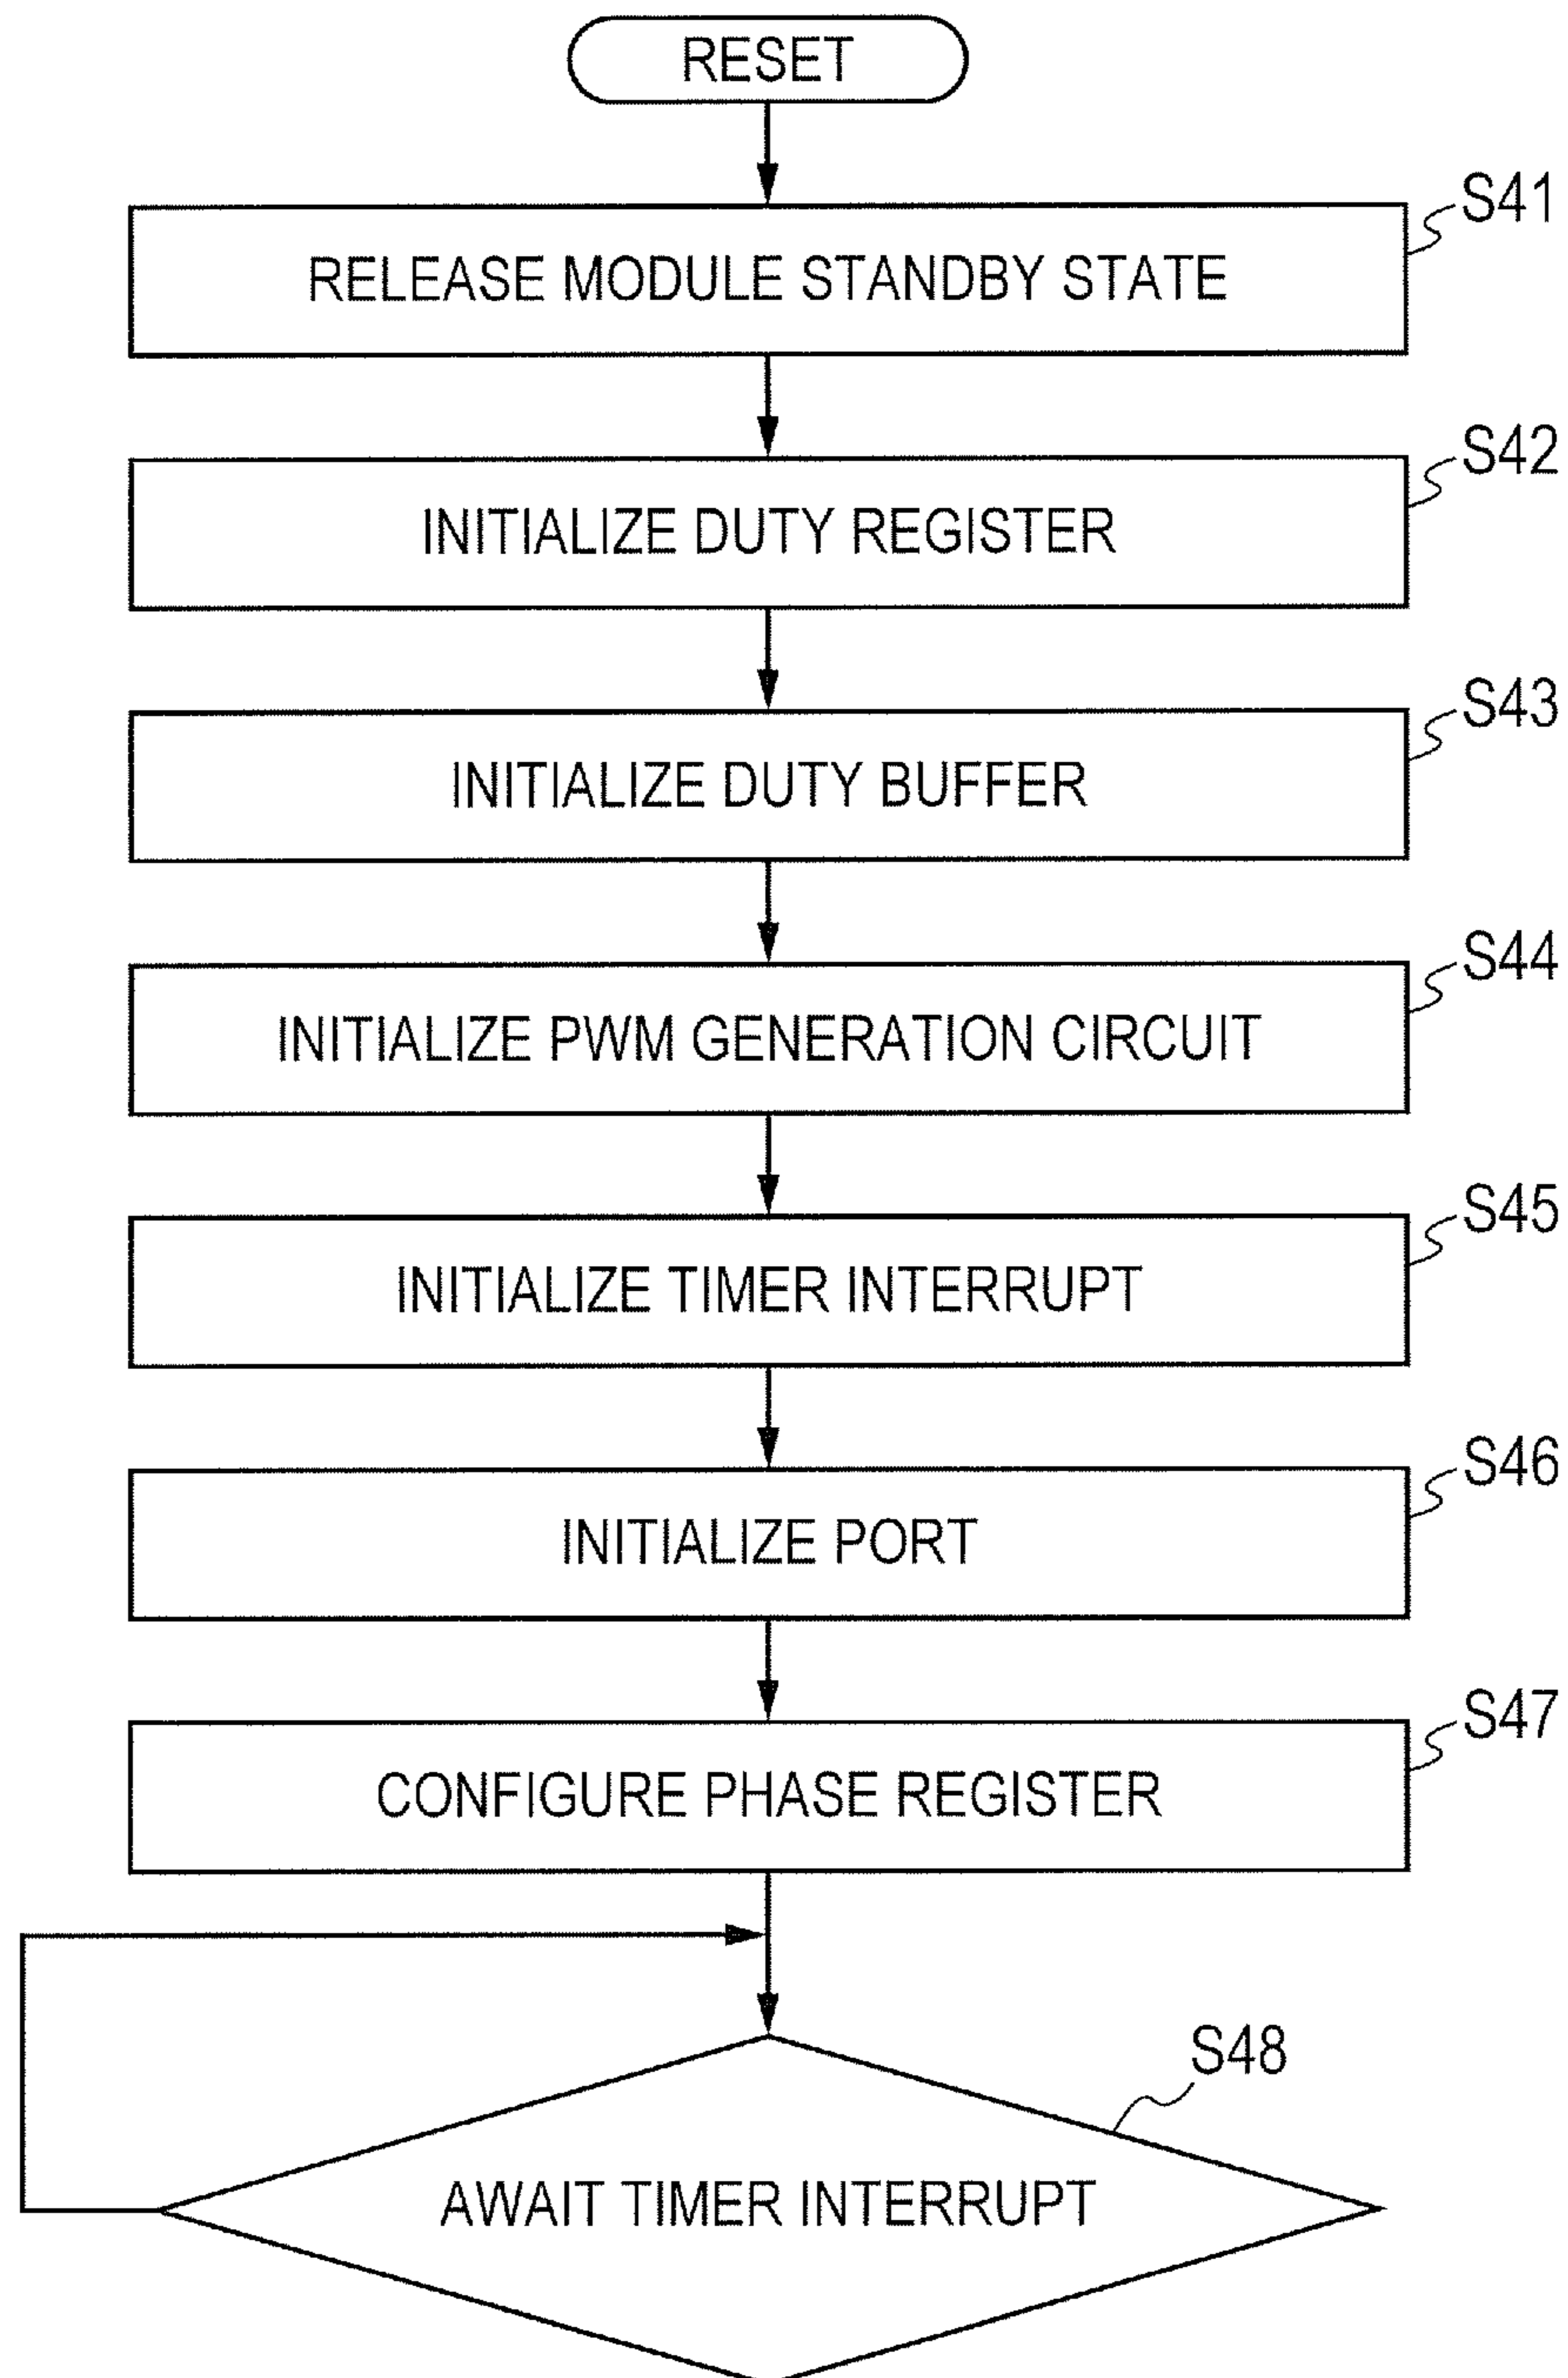 RESET
S41
RELEASE MODULE STANDBY STATE
S42
INITIALIZE DUTY REGISTER
S43
INITIALIZE DUTY BUFFER
S44
INITIALIZE PWM GENERATION CIRCUIT
S45
INITIALIZE TIMER INTERRUPT
S46
INITIALIZE PORT
S47
CONFIGURE PHASE REGISTER
S48
AWAIT TIMER INTERRUPT